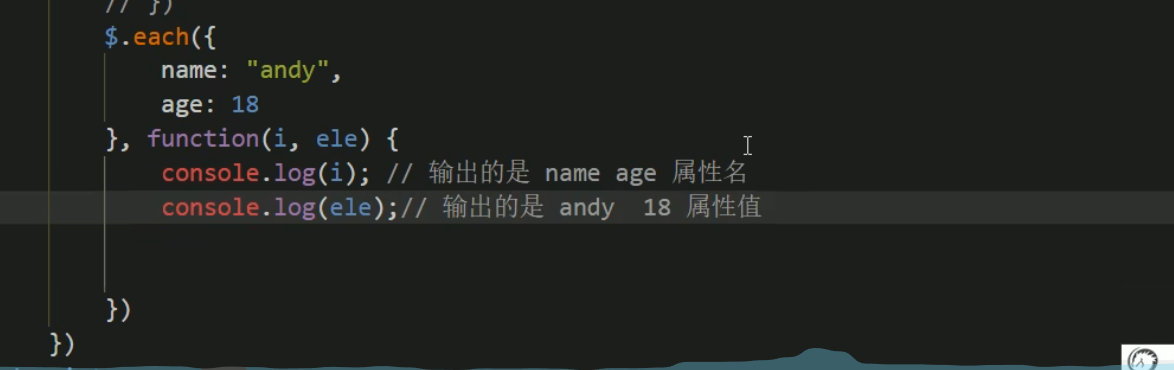 // })
$.each({
name: "andy",
age: 18
}, function(i, ele) {
console.log(i); // 输出的是 name age 属性名
console.log(ele);// 输出的是 andy  18 属性值
})
})